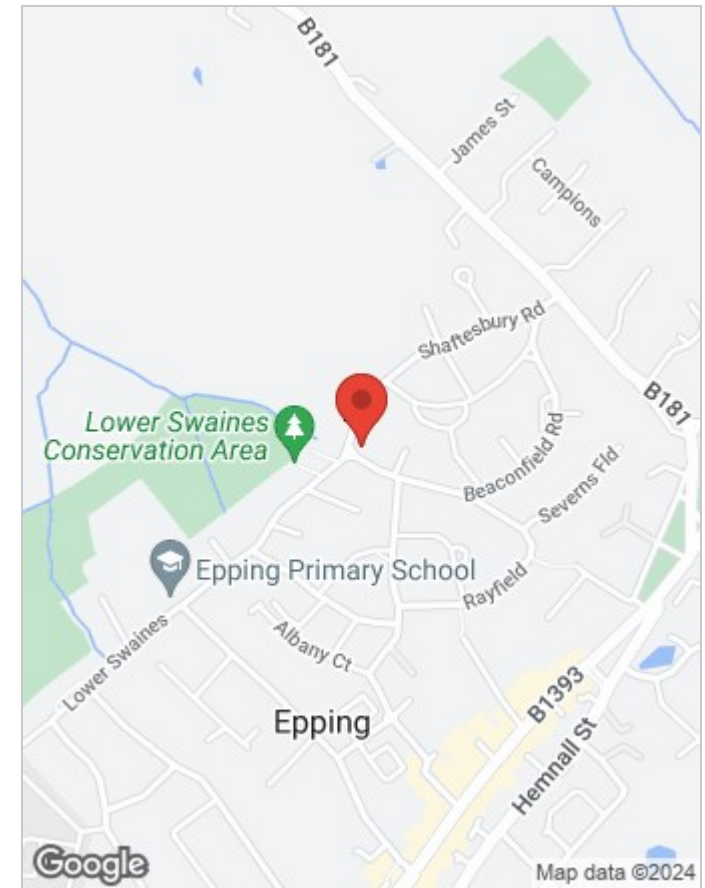 B181
James St
Campions
Shaftesbury Rd
B181
Lower Swaines
Conservation Area
Beaconfield Rd
Severns Fld
Epping Primary School
Rayfield
Albany Ct
Lower Swaines
Epping
B1393
Hemnall St
Google
Map data ©2024